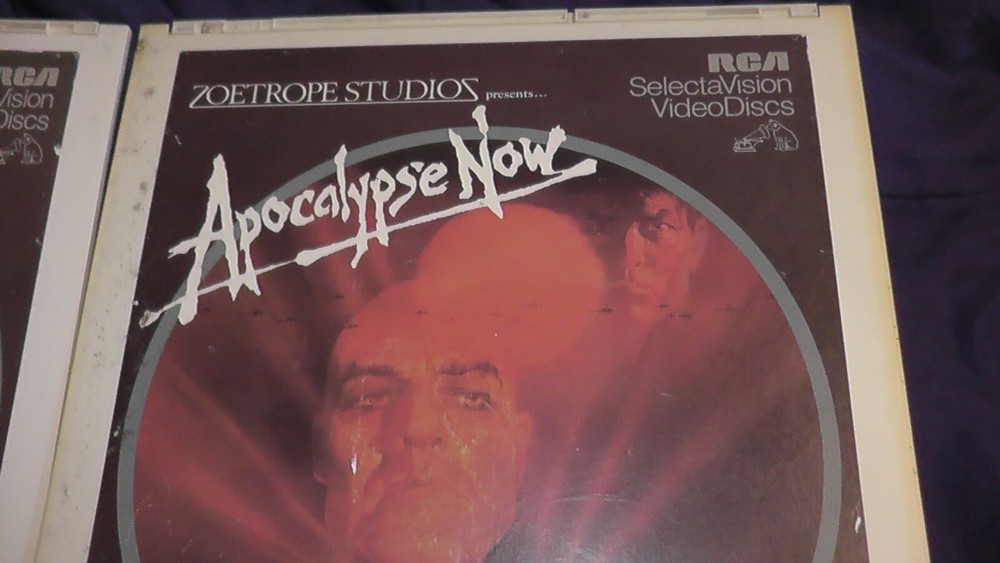 RCA
Vision
Discs
ZOETROPE STUDIOS presents...
RCA
SelectaVision
VideoDiscs
Apocalypse Now